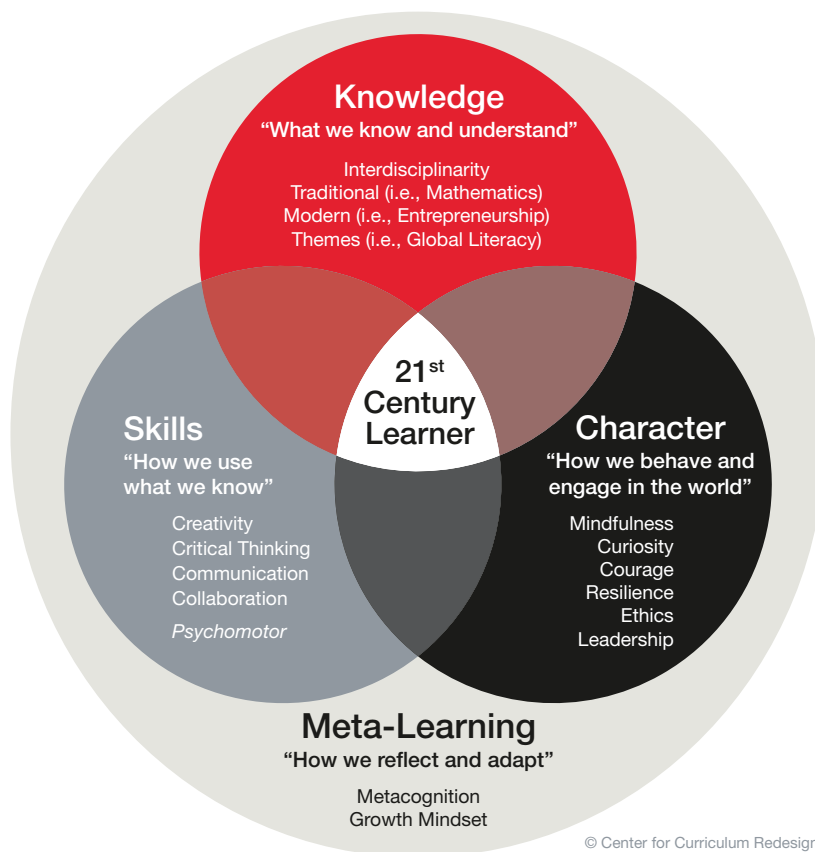 Knowledge
“What we know and understand”
Interdisciplinarity
Traditional (i.e., Mathematics)
Modern (i.e., Entrepreneurship)
Themes (i.e., Global Literacy)
21st
Century
Learner
Skills
“How we use
what we know”
Creativity
Critical Thinking
Communication
Collaboration
Psychomotor
Character
“How we behave and
engage in the world”
Mindfulness
Curiosity
Courage
Resilience
Ethics
Leadership
Meta-Learning
“How we reflect and adapt”
Metacognition
Growth Mindset
© Center for Curriculum Redesign